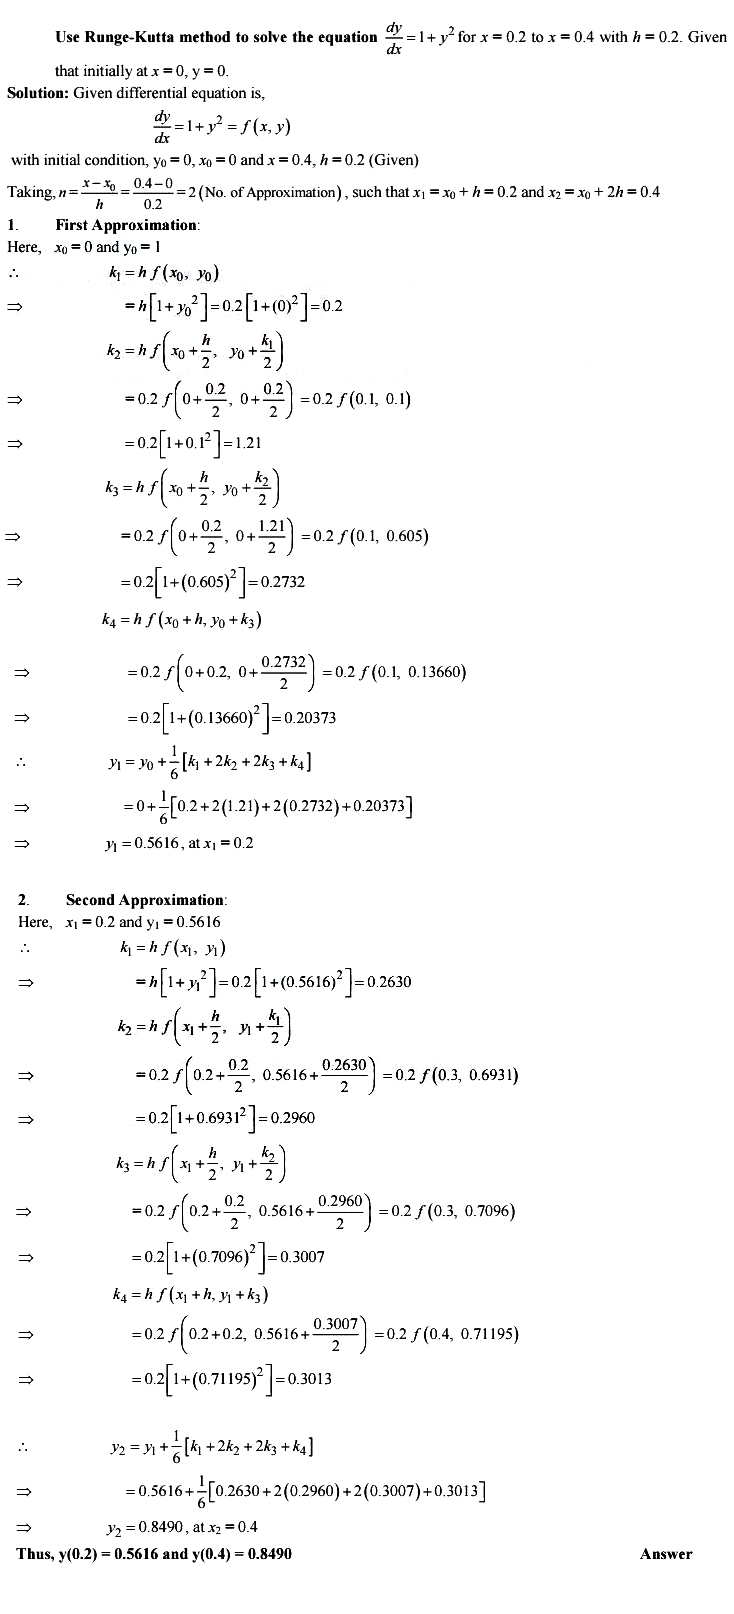 Use Runge-Kutta method to solve the equation dy/dx = 1 + y² for x = 0.2 to x = 0.4 with h = 0.2. Given
that initially at x = 0, y = 0.
Solution: Given differential equation is,
dy/dx = 1 + y² = f(x, y)
with initial condition, y₀ = 0, x₀ = 0 and x = 0.4, h = 0.2 (Given)
Taking, n = (x − x₀)/h = (0.4 − 0)/0.2 = 2 (No. of Approximation), such that x₁ = x₀ + h = 0.2 and x₂ = x₀ + 2h = 0.4
1. First Approximation:
Here, x₀ = 0 and y₀ = 1
∴ k₁ = h f(x₀, y₀)
⇒ = h[1 + y₀²] = 0.2[1 + (0)²] = 0.2
k₂ = h f(x₀ + h/2, y₀ + k₁/2)
⇒ = 0.2 f(0 + 0.2/2, 0 + 0.2/2) = 0.2 f(0.1, 0.1)
⇒ = 0.2[1 + 0.1²] = 1.21
k₃ = h f(x₀ + h/2, y₀ + k₂/2)
⇒ = 0.2 f(0 + 0.2/2, 0 + 1.21/2) = 0.2 f(0.1, 0.605)
⇒ = 0.2[1 + (0.605)²] = 0.2732
k₄ = h f(x₀ + h, y₀ + k₃)
⇒ = 0.2 f(0 + 0.2, 0 + 0.2732/2) = 0.2 f(0.1, 0.13660)
⇒ = 0.2[1 + (0.13660)²] = 0.20373
∴ y₁ = y₀ + 1/6[k₁ + 2k₂ + 2k₃ + k₄]
⇒ = 0 + 1/6[0.2 + 2(1.21) + 2(0.2732) + 0.20373]
⇒ y₁ = 0.5616, at x₁ = 0.2
2. Second Approximation:
Here, x₁ = 0.2 and y₁ = 0.5616
∴ k₁ = h f(x₁, y₁)
⇒ = h[1 + y₁²] = 0.2[1 + (0.5616)²] = 0.2630
k₂ = h f(x₁ + h/2, y₁ + k₁/2)
⇒ = 0.2 f(0.2 + 0.2/2, 0.5616 + 0.2630/2) = 0.2 f(0.3, 0.6931)
⇒ = 0.2[1 + 0.6931²] = 0.2960
k₃ = h f(x₁ + h/2, y₁ + k₂/2)
⇒ = 0.2 f(0.2 + 0.2/2, 0.5616 + 0.2960/2) = 0.2 f(0.3, 0.7096)
⇒ = 0.2[1 + (0.7096)²] = 0.3007
k₄ = h f(x₁ + h, y₁ + k₃)
⇒ = 0.2 f(0.2 + 0.2, 0.5616 + 0.3007/2) = 0.2 f(0.4, 0.71195)
⇒ = 0.2[1 + (0.71195)²] = 0.3013
∴ y₂ = y₁ + 1/6[k₁ + 2k₂ + 2k₃ + k₄]
⇒ = 0.5616 + 1/6[0.2630 + 2(0.2960) + 2(0.3007) + 0.3013]
⇒ y₂ = 0.8490, at x₂ = 0.4
Thus, y(0.2) = 0.5616 and y(0.4) = 0.8490 Answer